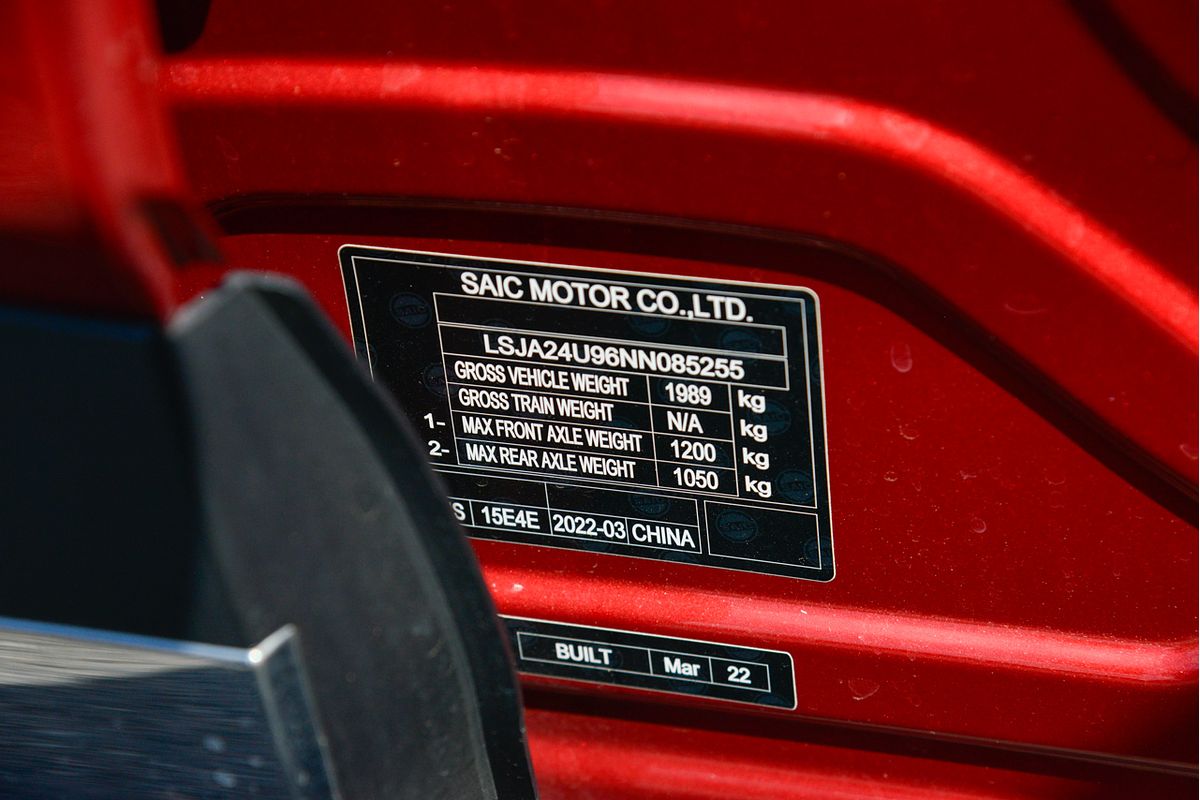 SAIC MOTOR CO.,LTD.
LSJA24U96NN085255
GROSS VEHICLE WEIGHT 1989 kg
GROSS TRAIN WEIGHT N/A kg
1- MAX FRONT AXLE WEIGHT 1200 kg
2- MAX REAR AXLE WEIGHT 1050 kg
S 15E4E 2022-03 CHINA
BUILT Mar 22